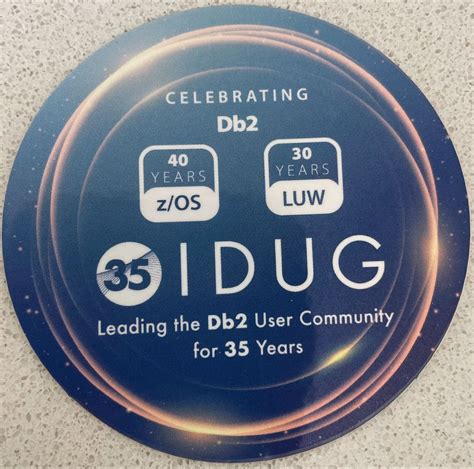 CELEBRATING
Db2
40 30
YEARS YEARS
z/OS LUW
35 IDUG
Leading the Db2 User Community
for 35 Years